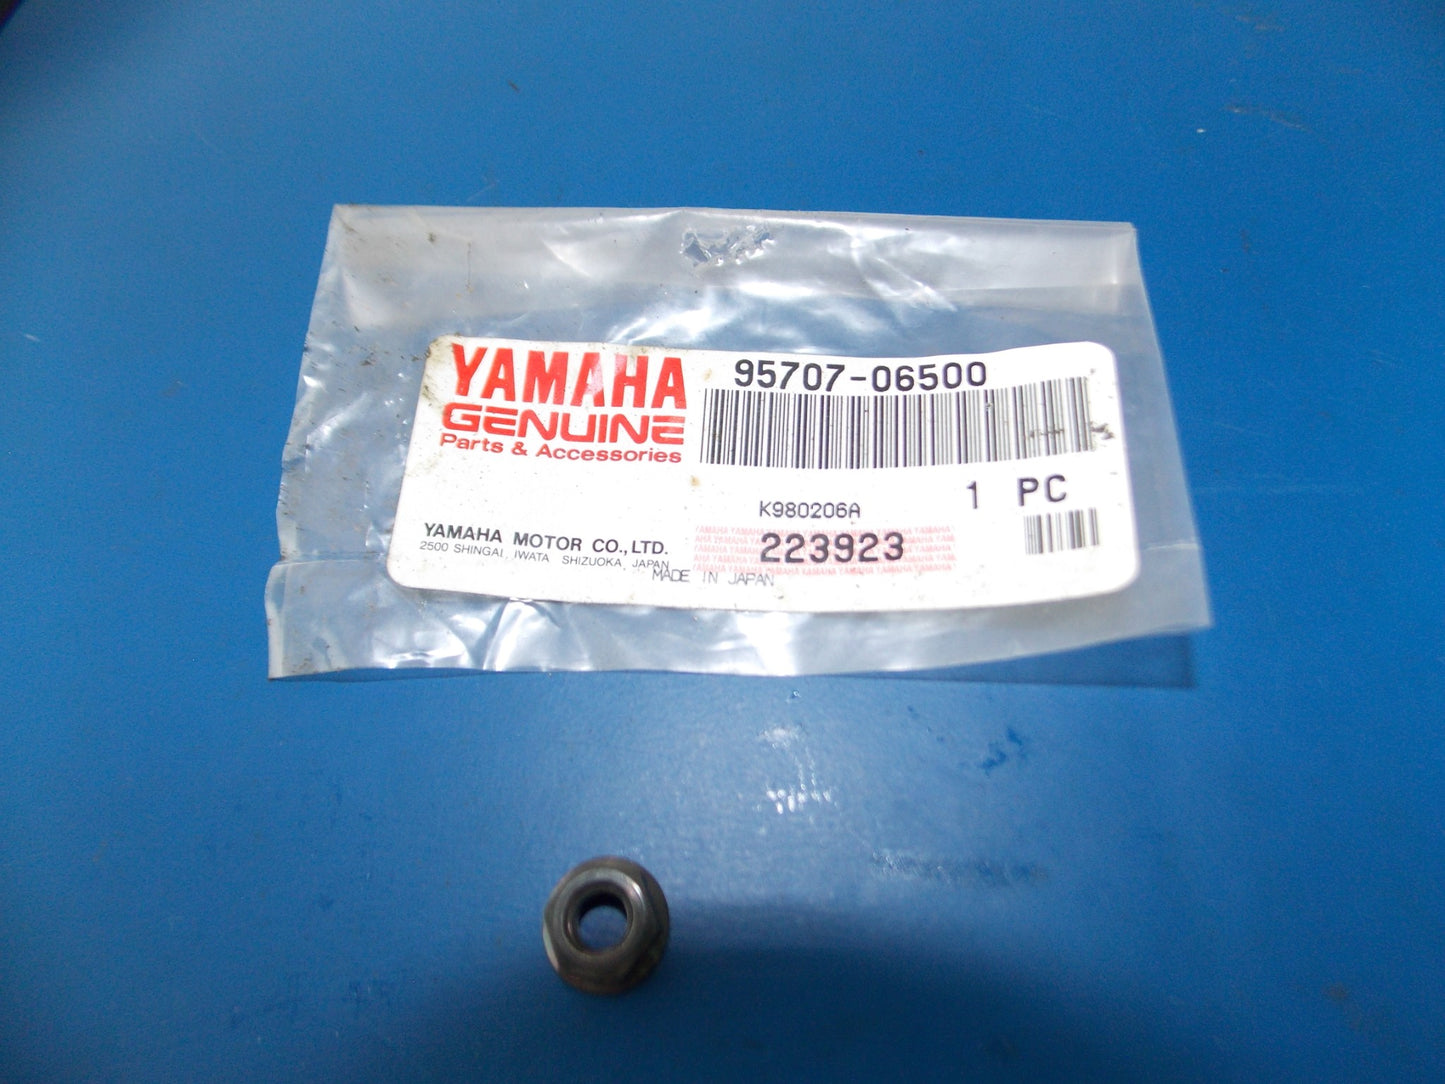 YAMAHA
GENUINE
Parts & Accessories
95707-06500
1 PC
K980206A
223923
YAMAHA MOTOR CO.,LTD.
2500 SHINGAI, IWATA SHIZUOKA, JAPAN
MADE IN JAPAN